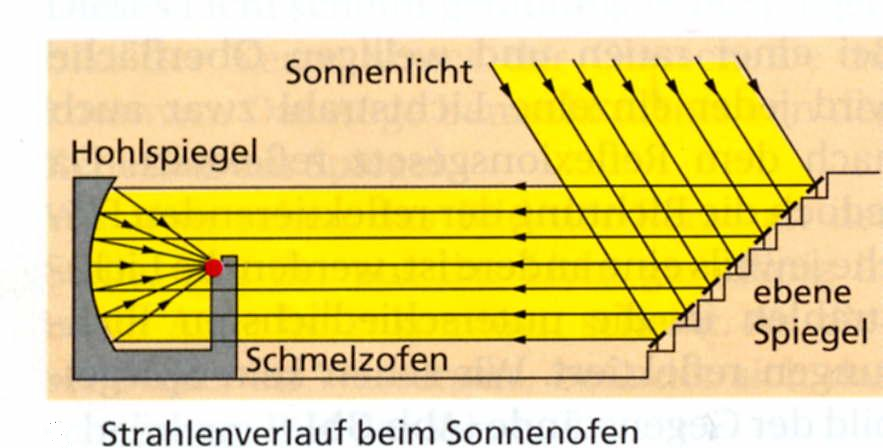 Sonnenlicht
Hohlspiegel
ebene
Spiegel
Schmelzofen
Strahlenverlauf beim Sonnenofen